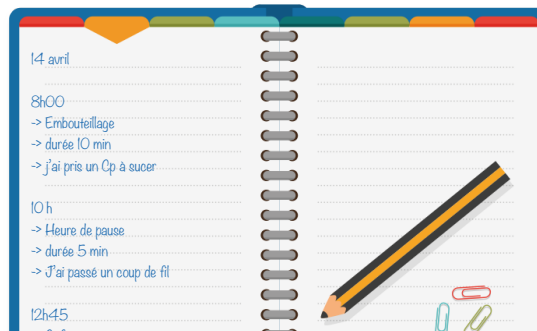 14 avril
8h00
-> Embouteillage
-> durée 10 min
-> j'ai pris un Cp à sucer
10 h
-> Heure de pause
-> durée 5 min
-> J'ai passé un coup de fil
12h45